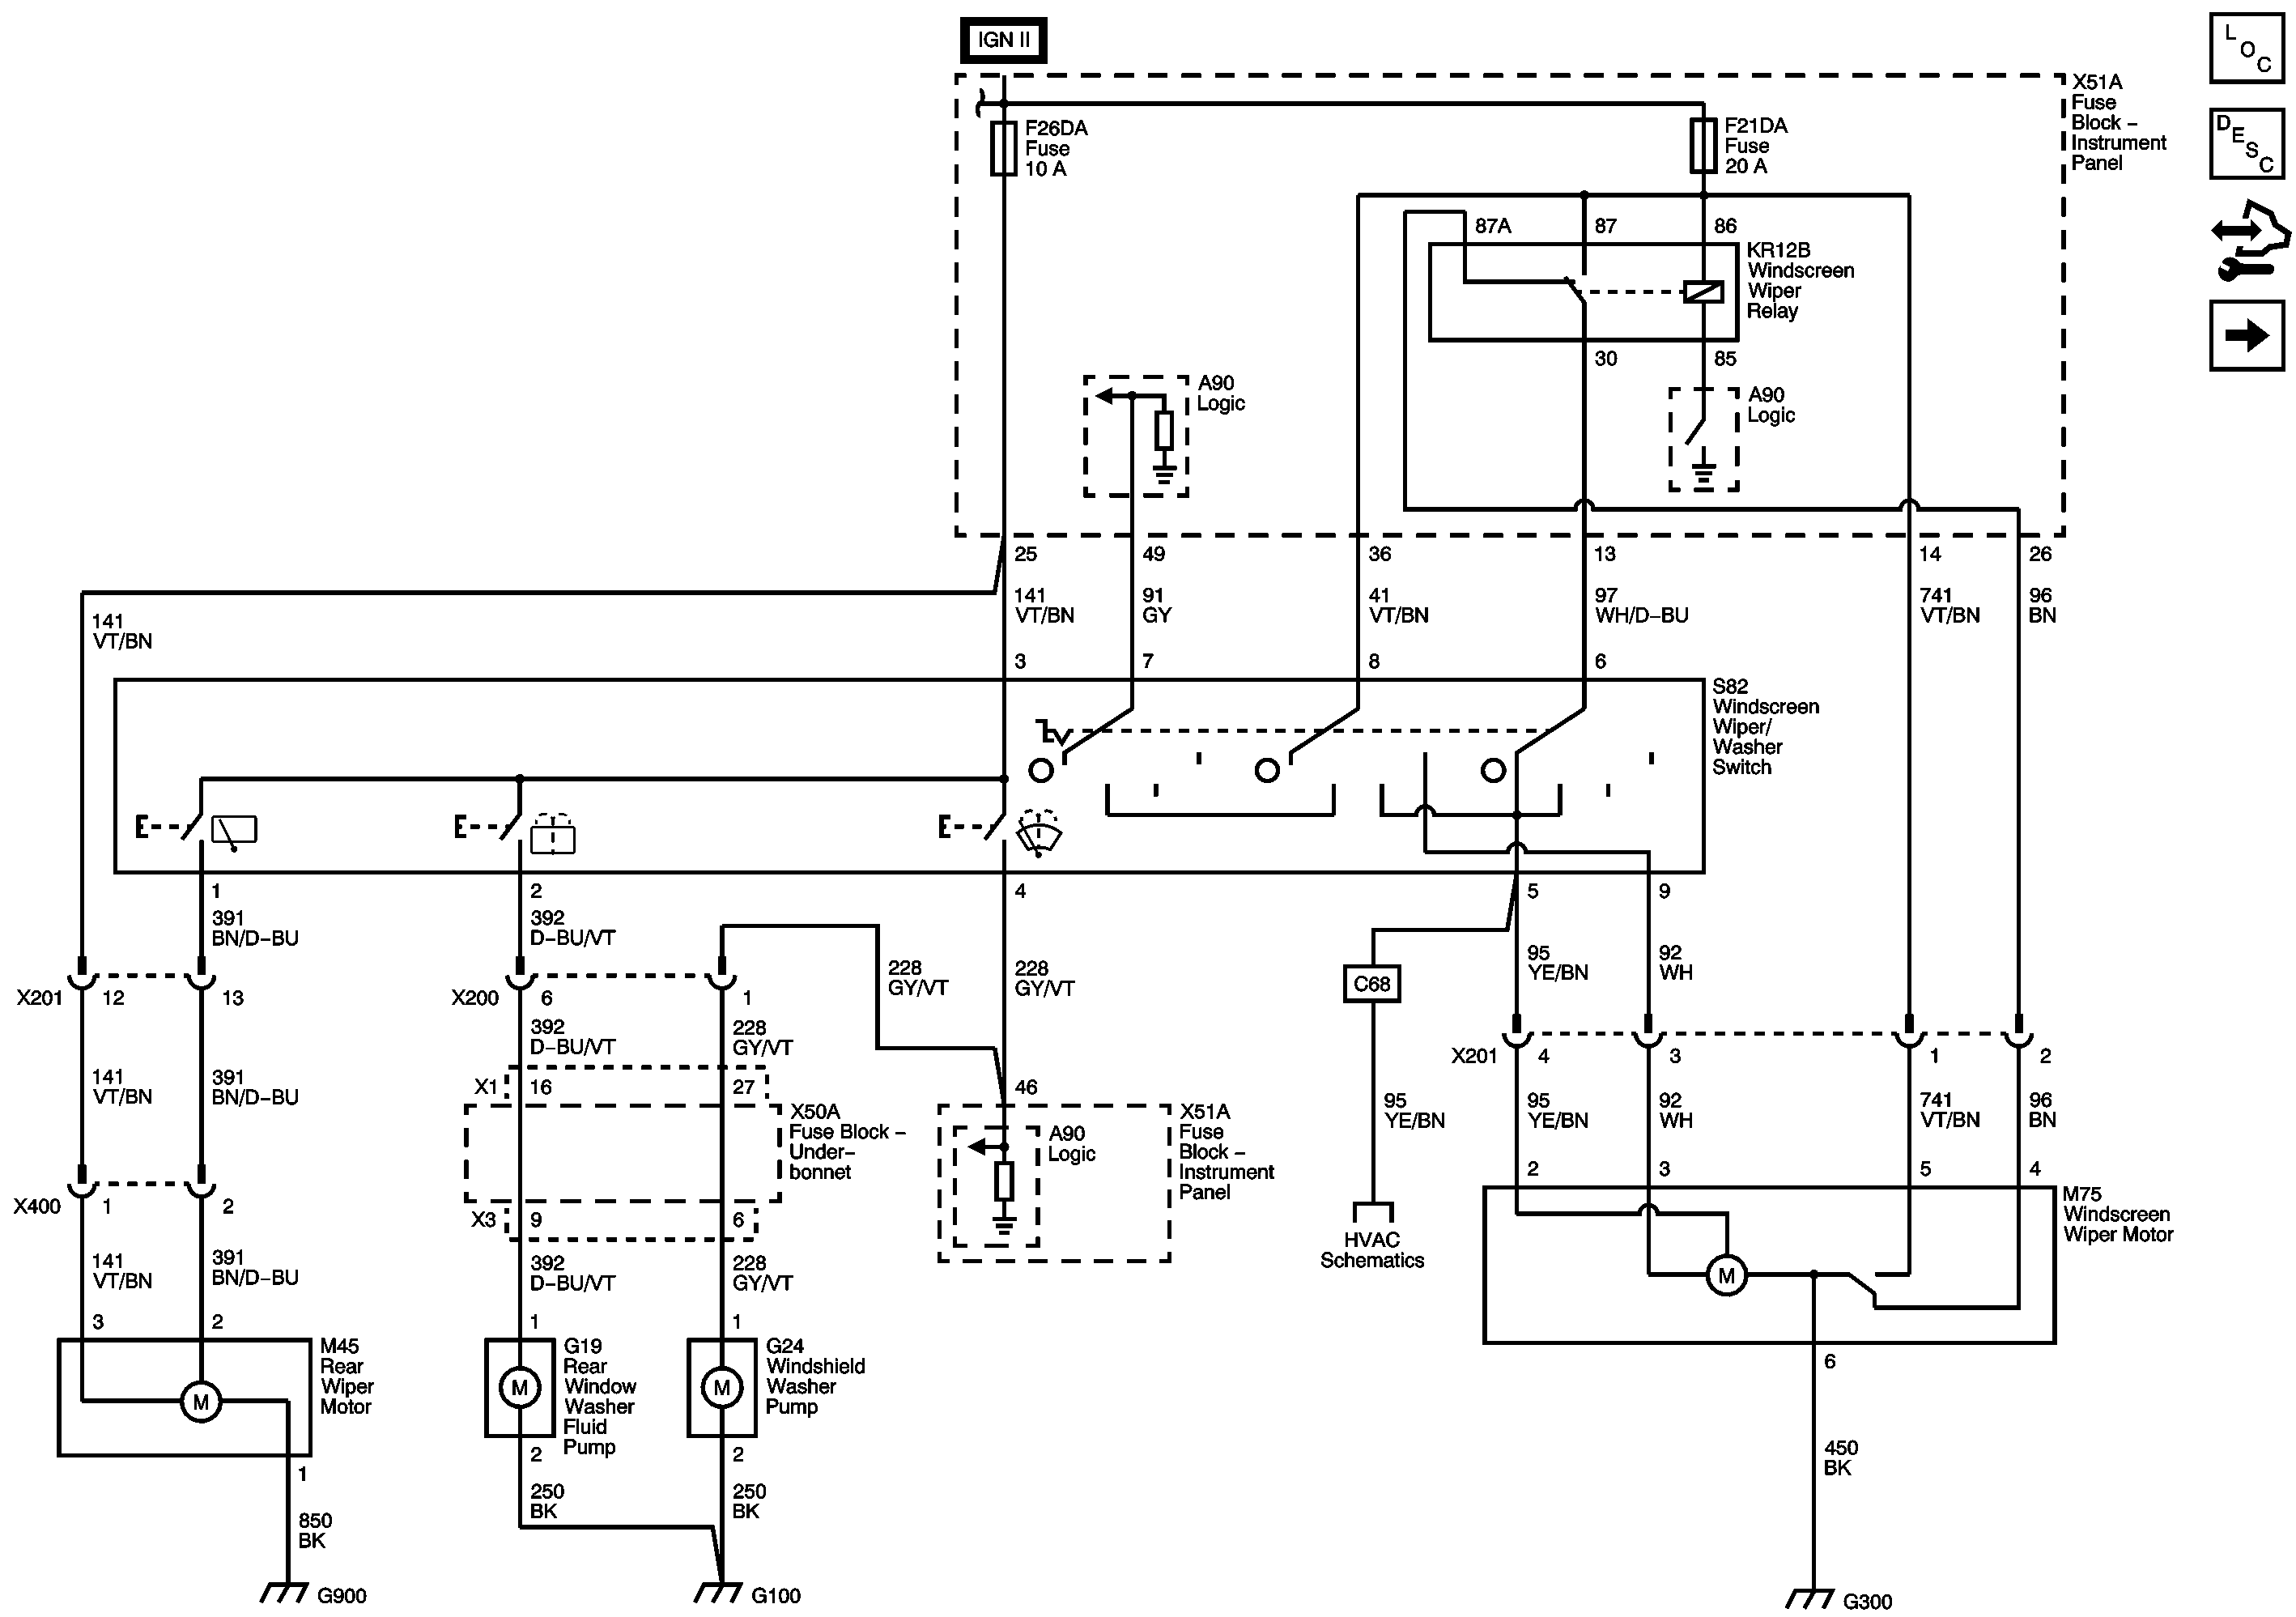 IGN II
L
O
C
D
E
S
C
X51A
Fuse
Block –
Instrument
Panel
F26DA
Fuse
10 A
F21DA
Fuse
20 A
87A
87
86
KR12B
Windscreen
Wiper
Relay
30
85
A90
Logic
A90
Logic
25
49
36
13
14
26
141
VT/BN
141
VT/BN
91
GY
41
VT/BN
97
WH/D–BU
741
VT/BN
96
BN
3
7
8
6
S82
Windscreen
Wiper/
Washer
Switch
1
2
4
5
9
391
BN/D–BU
392
D–BU/VT
228
GY/VT
228
GY/VT
95
YE/BN
92
WH
C68
X201
12
13
X200
6
1
X201
4
3
1
2
141
VT/BN
391
BN/D–BU
392
D–BU/VT
228
GY/VT
X1
16
27
46
X50A
Fuse Block –
Under–
bonnet
X51A
Fuse
Block –
Instrument
Panel
A90
Logic
95
YE/BN
95
YE/BN
92
WH
741
VT/BN
96
BN
X400
1
2
X3
9
6
2
3
5
4
HVAC
Schematics
M75
Windscreen
Wiper Motor
M
141
VT/BN
391
BN/D–BU
392
D–BU/VT
228
GY/VT
3
2
1
1
M45
Rear
Wiper
Motor
M
G19
Rear
Window
Washer
Fluid
Pump
M
G24
Windshield
Washer
Pump
M
6
1
2
2
850
BK
250
BK
250
BK
450
BK
G900
G100
G300